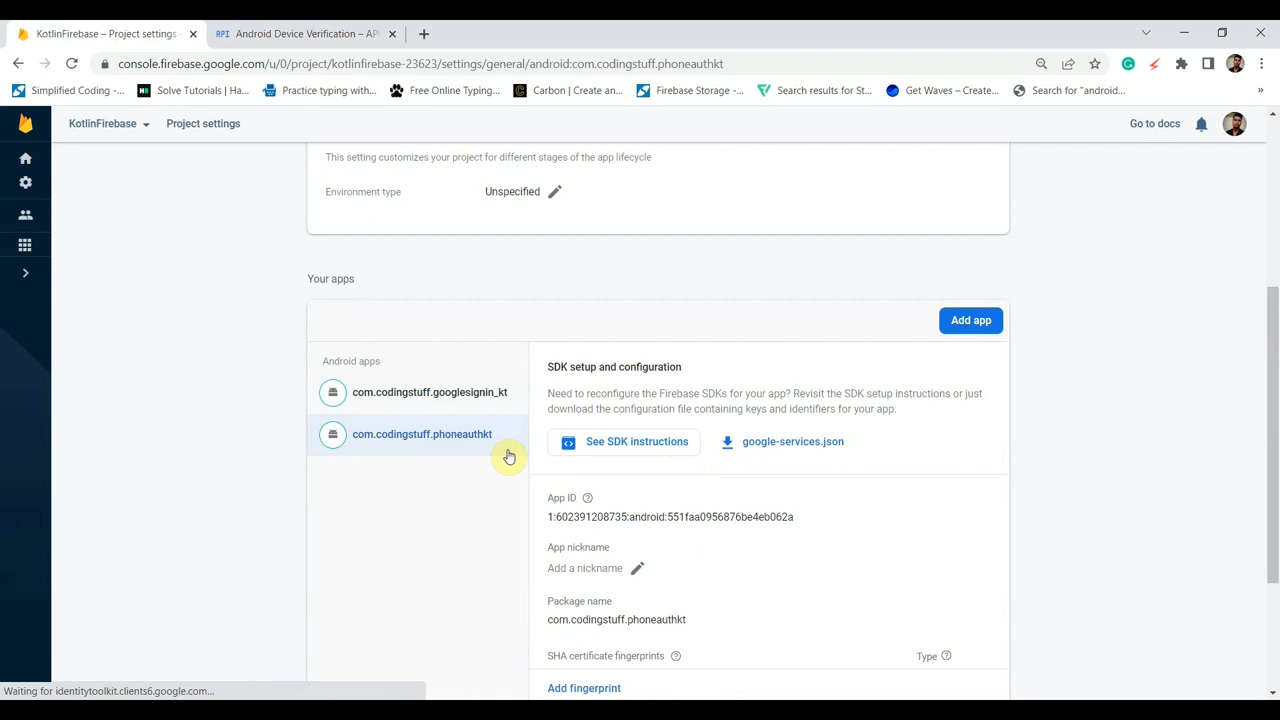 KotlinFirebase – Project settings
RPI Android Device Verification – API
console.firebase.google.com/u/0/project/kotlinfirebase-23623/settings/general/android:com.codingstuff.phoneauthkt
Simplified Coding -...
Solve Tutorials | Ha...
Practice typing with...
Free Online Typing...
Carbon | Create an...
Firebase Storage -...
Search results for St...
Get Waves – Create...
Search for "android...
»
KotlinFirebase
Project settings
Go to docs
This setting customizes your project for different stages of the app lifecycle
Environment type
Unspecified
Your apps
Add app
Android apps
com.codingstuff.googlesignin_kt
com.codingstuff.phoneauthkt
SDK setup and configuration
Need to reconfigure the Firebase SDKs for your app? Revisit the SDK setup instructions or just
download the configuration file containing keys and identifiers for your app.
See SDK instructions
google-services.json
App ID
1:602391208735:android:551faa0956876be4eb062a
App nickname
Add a nickname
Package name
com.codingstuff.phoneauthkt
SHA certificate fingerprints
Type
Add fingerprint
Waiting for identitytoolkit.clients6.google.com...